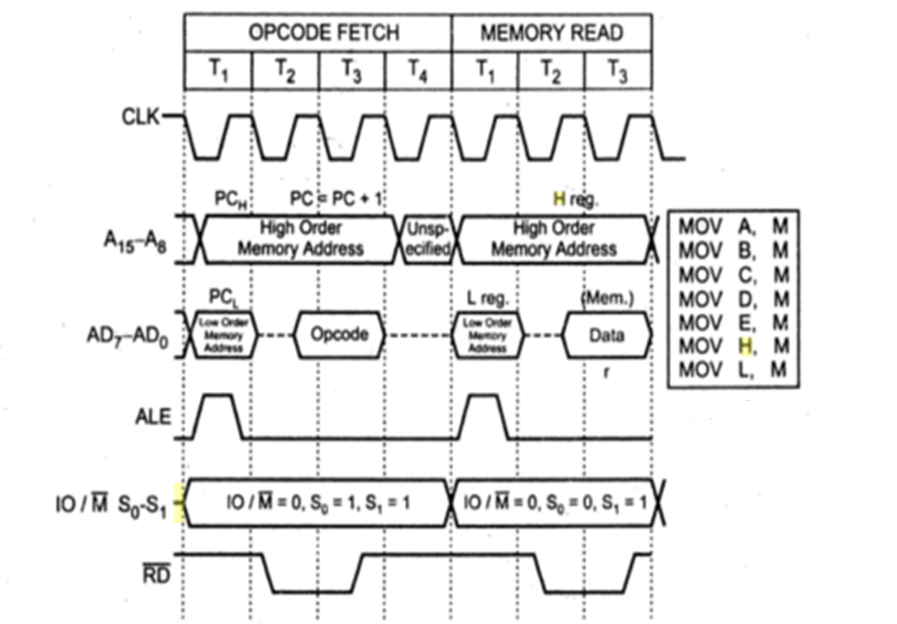 OPCODE FETCH MEMORY READ
T1 T2 T3 T4 T1 T2 T3
CLK
PCH PC = PC + 1 H reg.
A15–A8 High Order Memory Address Unsp-ecified High Order Memory Address
MOV A, M
MOV B, M
MOV C, M
MOV D, M
MOV E, M
MOV H, M
MOV L, M
PCL L reg. (Mem.)
AD7–AD0 Low Order Memory Address Opcode Low Order Memory Address Data
r
ALE
IO / M̅ S0-S1 IO / M̅ = 0, S0 = 1, S1 = 1 IO / M̅ = 0, S0 = 0, S1 = 1
R̅D̅